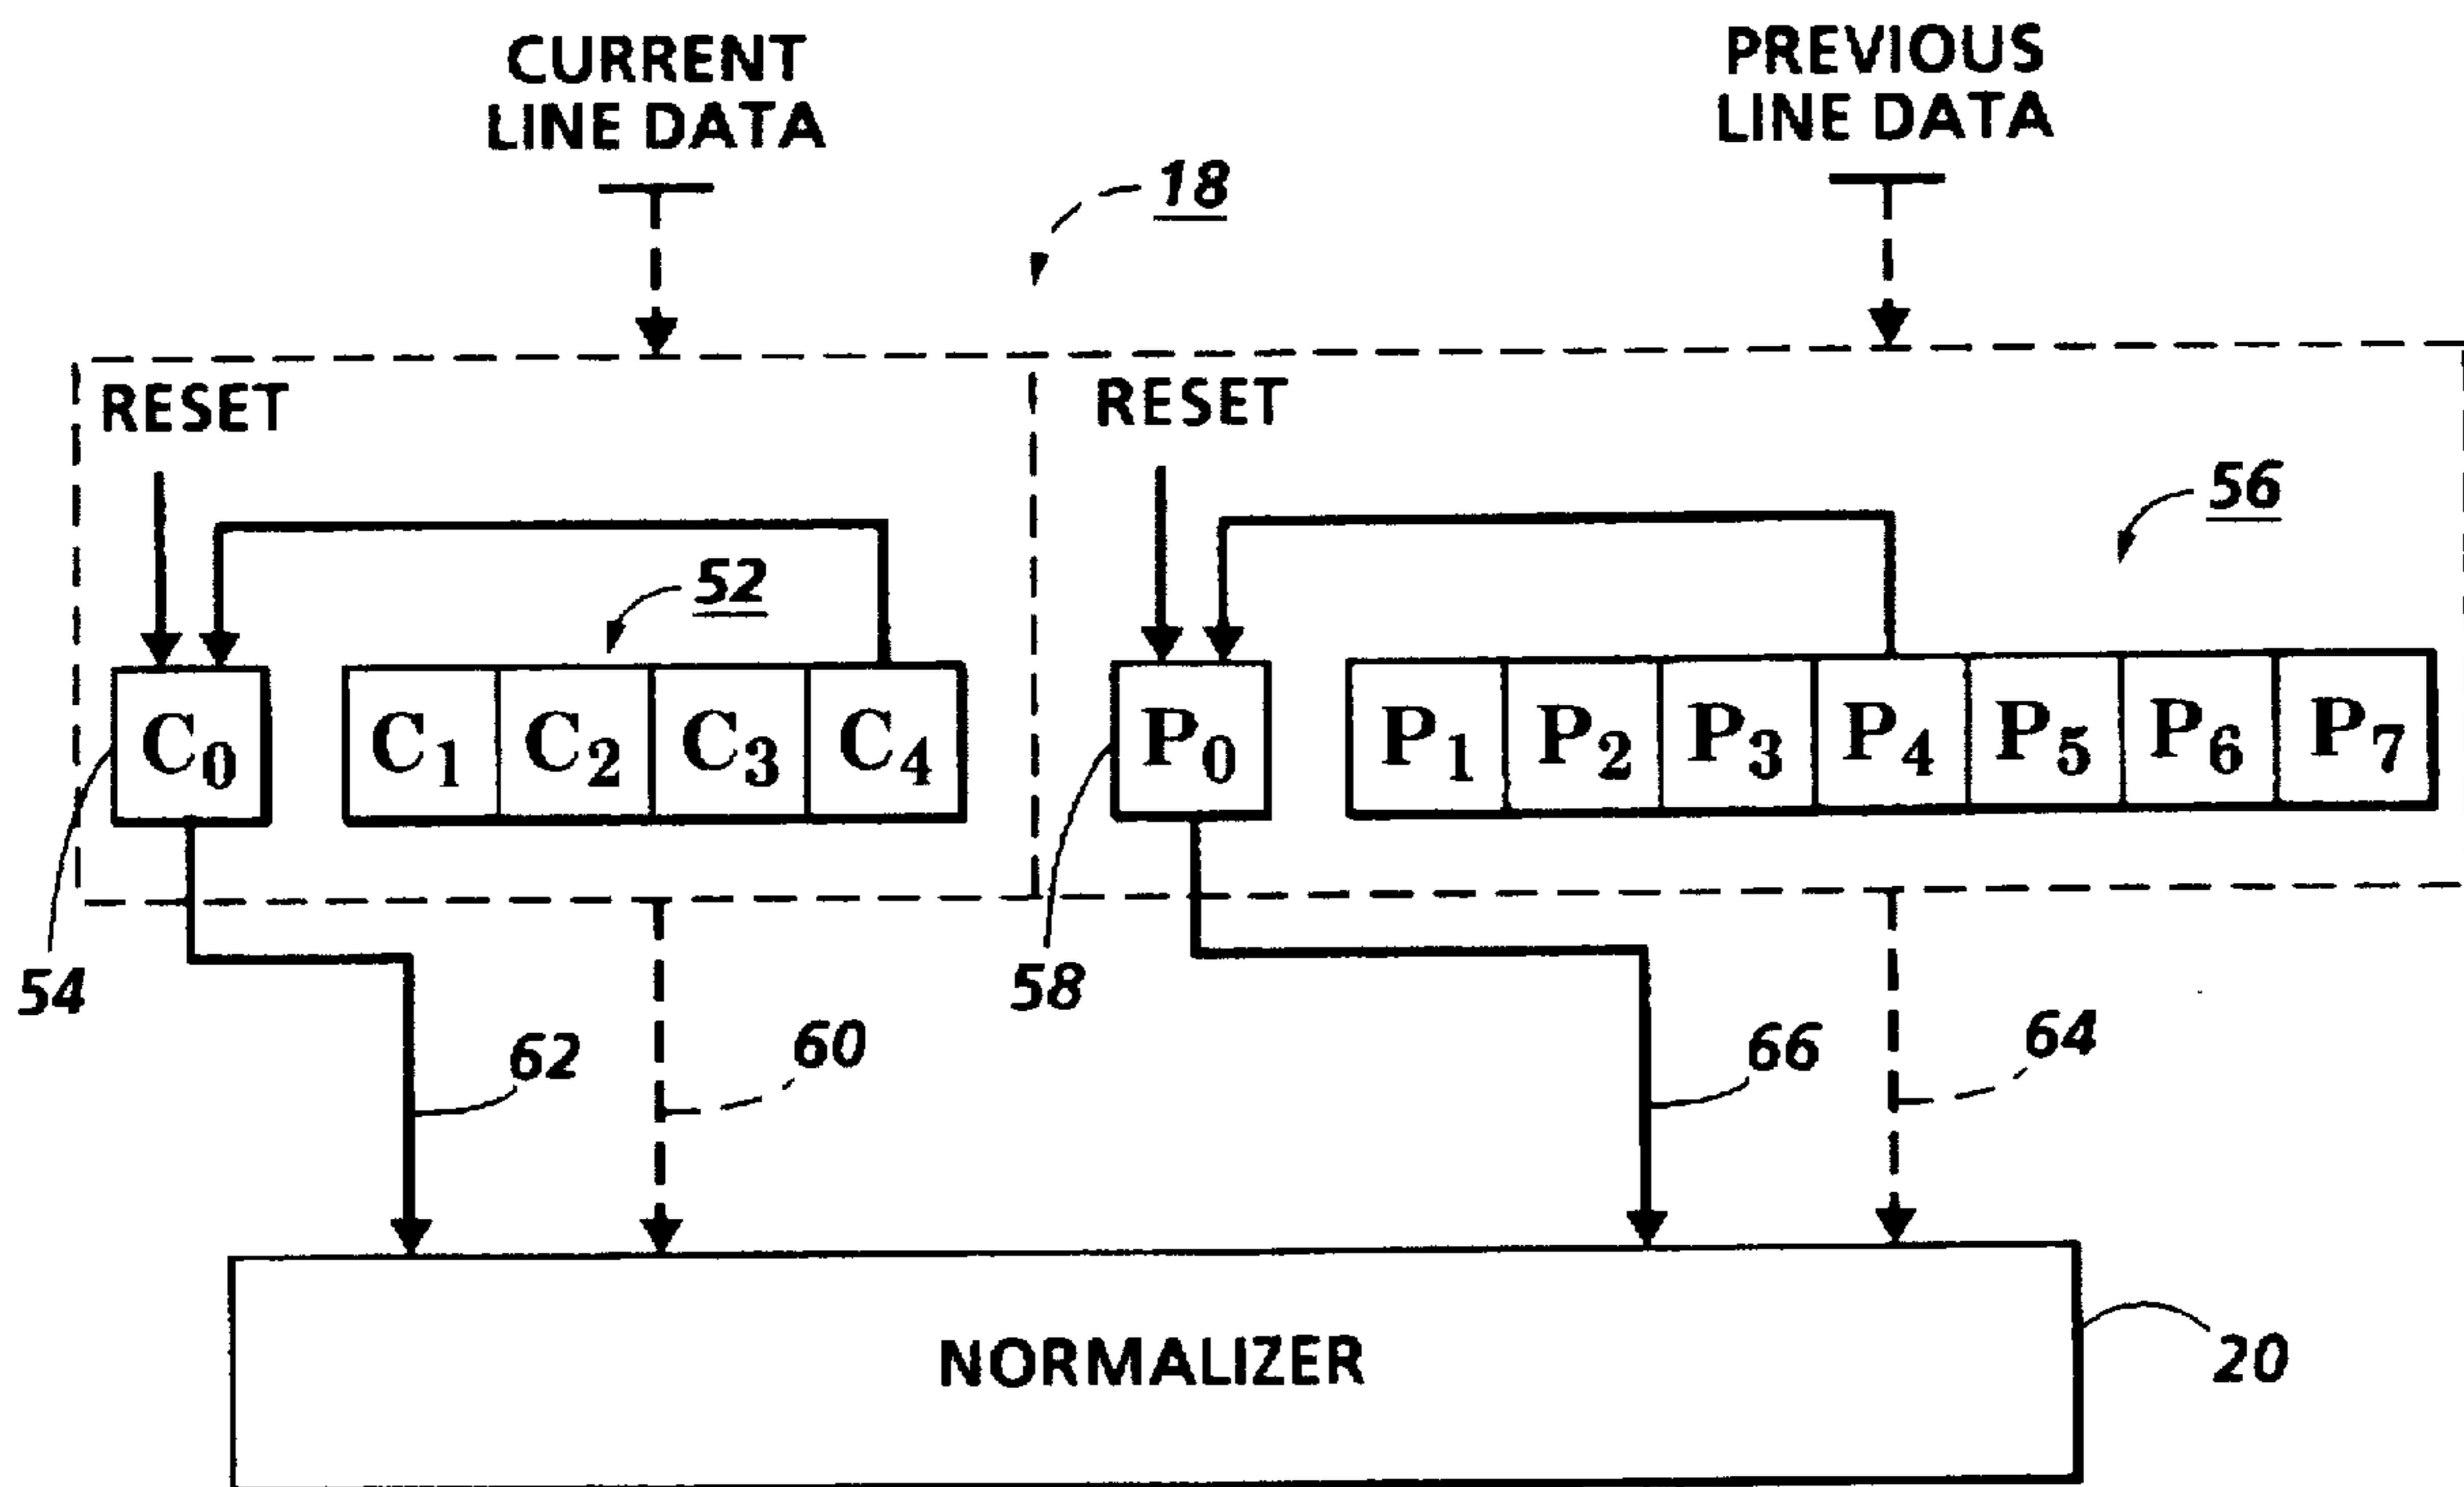 CURRENT
LINE DATA
PREVIOUS
LINE DATA
18
RESET
RESET
56
52
C0
C1 C2 C3 C4
P0
P1 P2 P3 P4 P5 P6 P7
54
58
62
60
66
64
NORMALIZER
20